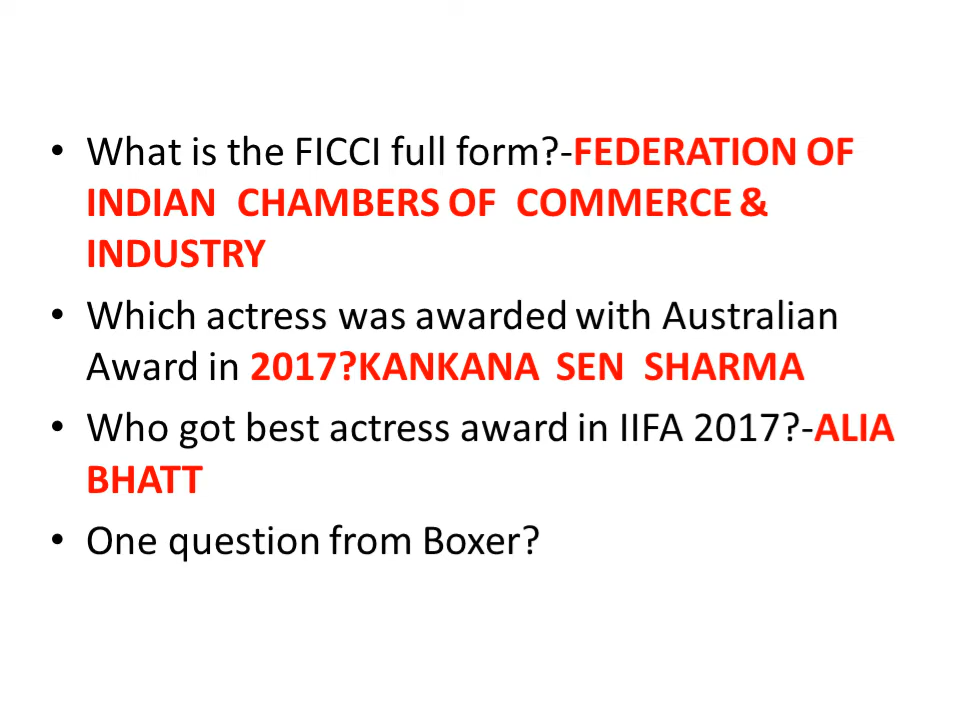 • What is the FICCI full form?-FEDERATION OF
INDIAN CHAMBERS OF COMMERCE &
INDUSTRY
• Which actress was awarded with Australian
Award in 2017?KANKANA SEN SHARMA
• Who got best actress award in IIFA 2017?-ALIA
BHATT
• One question from Boxer?